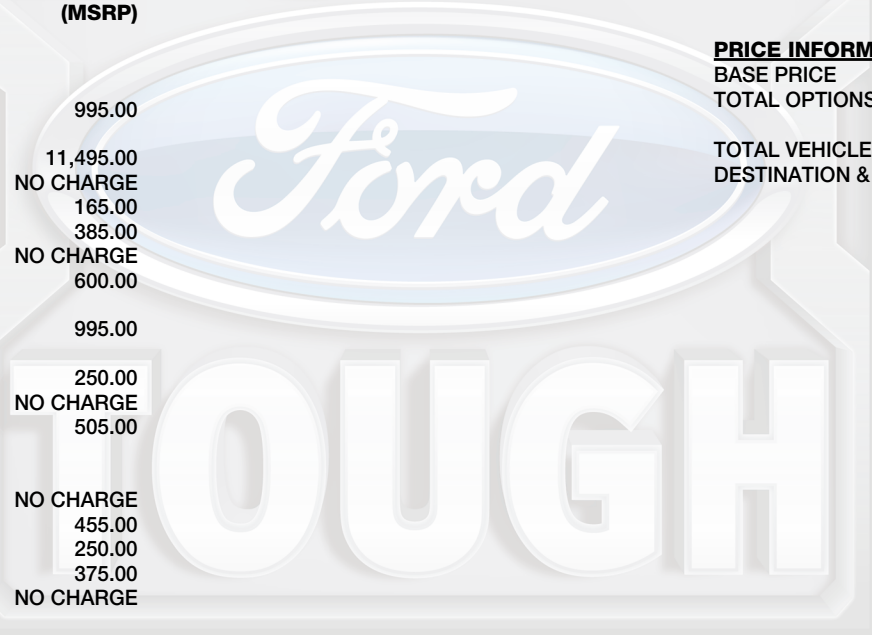 (MSRP)
995.00
11,495.00
NO CHARGE
165.00
385.00
NO CHARGE
600.00
995.00
250.00
NO CHARGE
505.00
NO CHARGE
455.00
250.00
375.00
NO CHARGE
PRICE INFORM
BASE PRICE
TOTAL OPTIONS
TOTAL VEHICLE
DESTINATION &
Ford
TOUGH